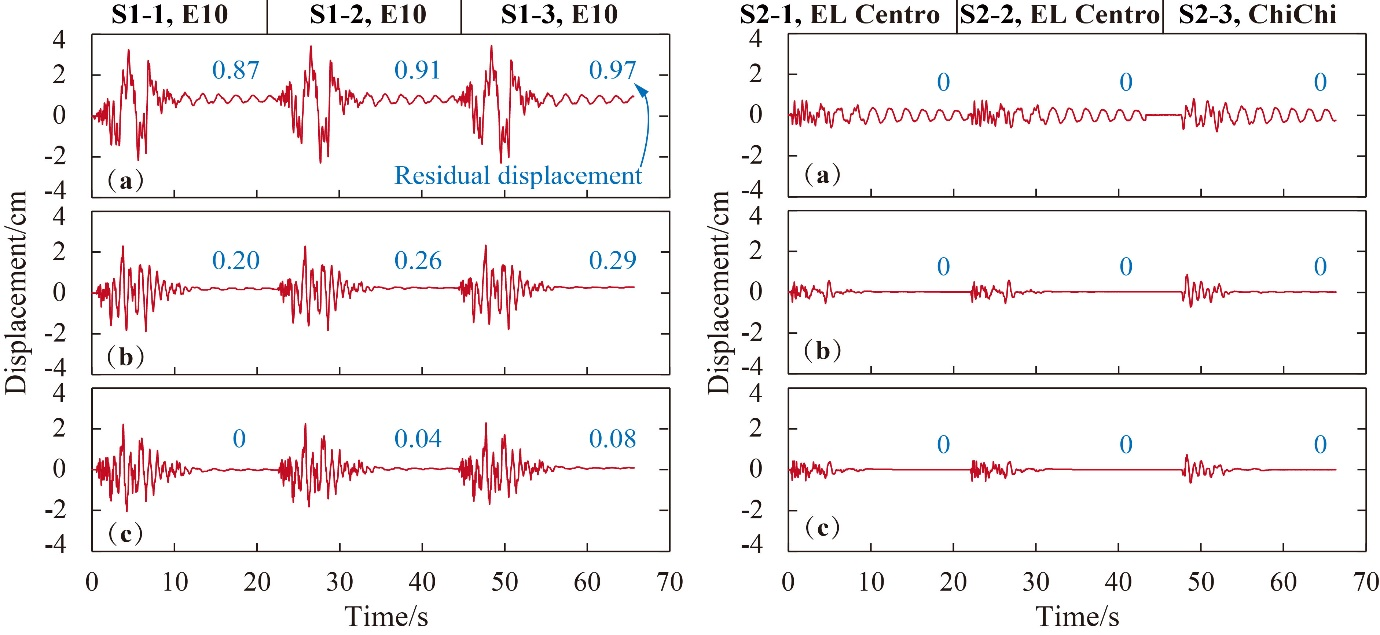 S1-1, E10 S1-2, E10 S1-3, E10
4
2
0
-2
-4
0.87 0.91 0.97
Residual displacement
(a)
4
2
0
-2
-4
0.20 0.26 0.29
(b)
4
2
0
-2
-4
0 0.04 0.08
(c)
0 10 20 30 40 50 60 70
Time/s
Displacement/cm
S2-1, EL Centro S2-2, EL Centro S2-3, ChiChi
4
2
0
-2
-4
0 0 0
(a)
4
2
0
-2
-4
0 0 0
(b)
4
2
0
-2
-4
0 0 0
(c)
0 10 20 30 40 50 60 70
Time/s
Displacement/cm